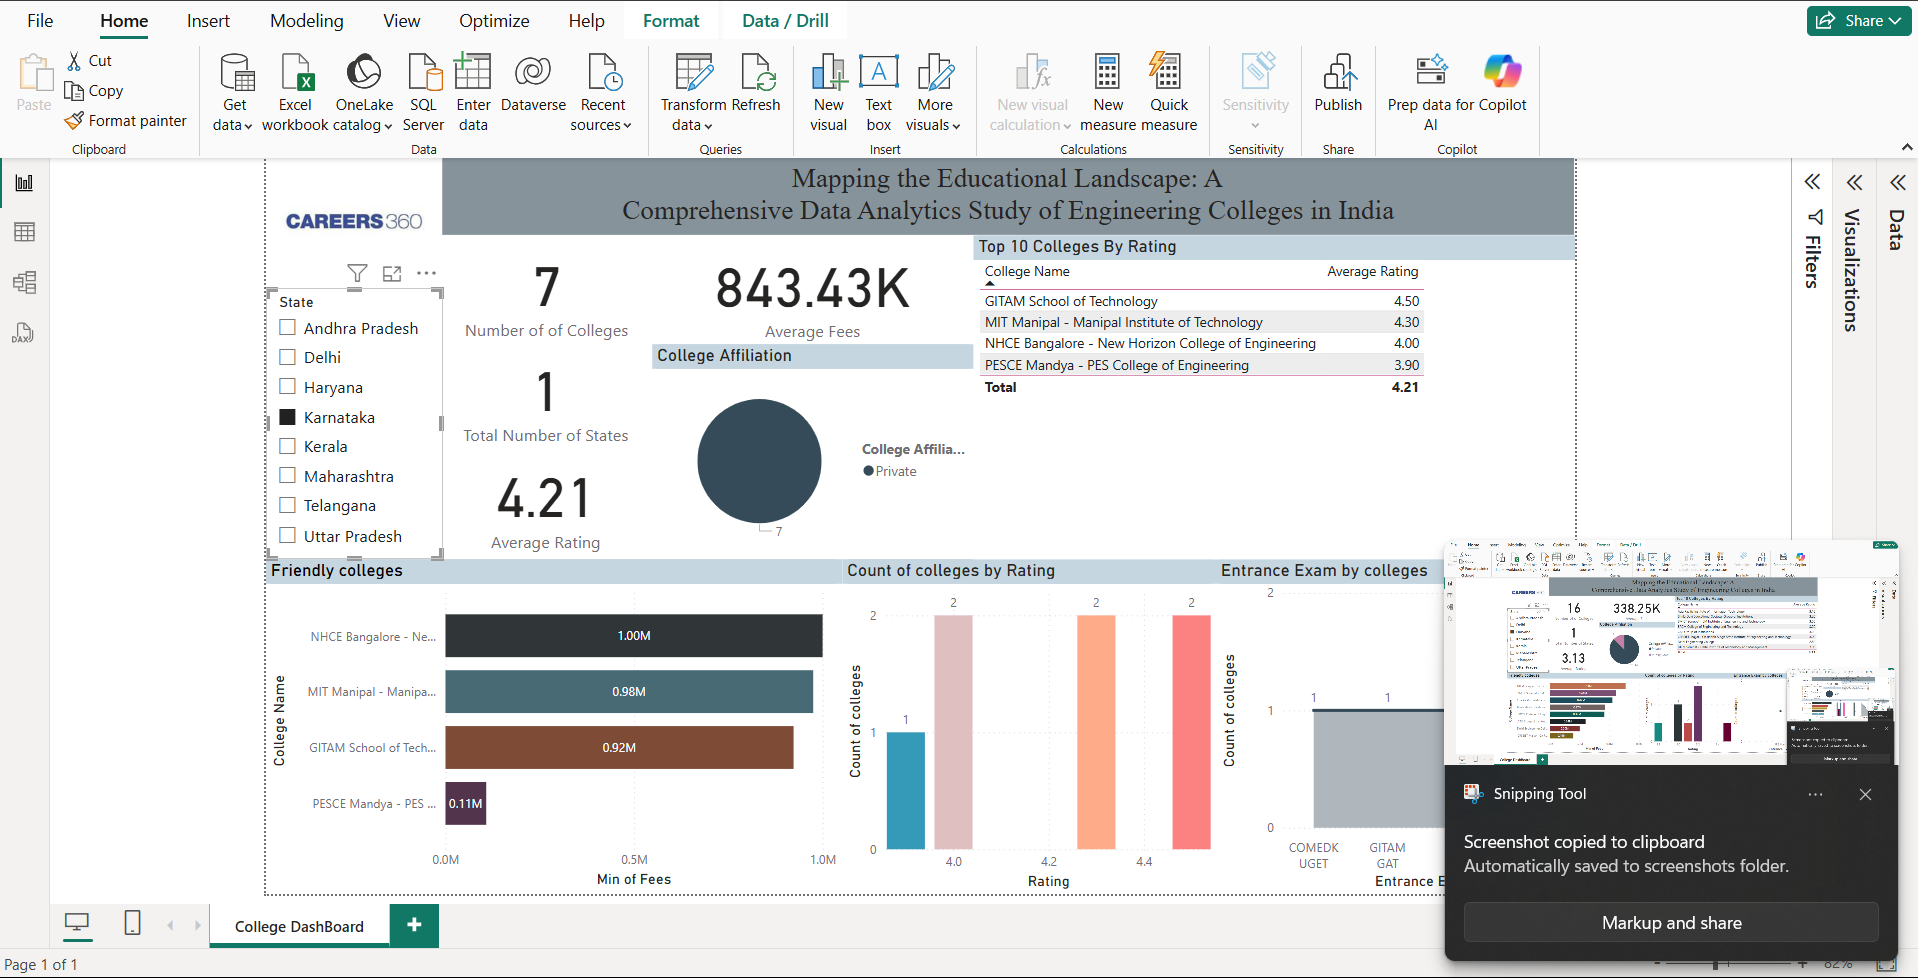 File Home Insert Modeling View Optimize Help Format Data / Drill Share
Paste
Cut
Copy
Format painter
Clipboard
Get data
Excel workbook
OneLake catalog
SQL Server
Enter data
Dataverse
Recent sources
Data
Transform data
Refresh
Queries
New visual
Text box
More visuals
Insert
New visual calculation
New measure
Quick measure
Calculations
Sensitivity
Sensitivity
Publish
Share
Prep data for AI
Copilot
Copilot
CAREERS360
Mapping the Educational Landscape: A
Comprehensive Data Analytics Study of Engineering Colleges in India
State
Andhra Pradesh
Delhi
Haryana
Karnataka
Kerala
Maharashtra
Telangana
Uttar Pradesh
7
Number of of Colleges
1
Total Number of States
4.21
Average Rating
843.43K
Average Fees
College Affiliation
7
College Affilia...
Private
Top 10 Colleges By Rating
College Name Average Rating
GITAM School of Technology 4.50
MIT Manipal - Manipal Institute of Technology 4.30
NHCE Bangalore - New Horizon College of Engineering 4.00
PESCE Mandya - PES College of Engineering 3.90
Total 4.21
Filters
Visualizations
Data
Friendly colleges
College Name
NHCE Bangalore - Ne... 1.00M
MIT Manipal - Manipa... 0.98M
GITAM School of Tech... 0.92M
PESCE Mandya - PES ... 0.11M
0.0M 0.5M 1.0M
Min of Fees
Count of colleges by Rating
Count of colleges
2
1
0
1 2 2 2
4.0 4.2 4.4
Rating
Entrance Exam by colleges
Count of colleges
2
1
0
1 1
COMEDK UGET
GITAM GAT
Entrance E
16
338.25K
1
3.13
Snipping Tool
Screenshot copied to clipboard
Automatically saved to screenshots folder.
Markup and share
College DashBoard
Page 1 of 1
82%